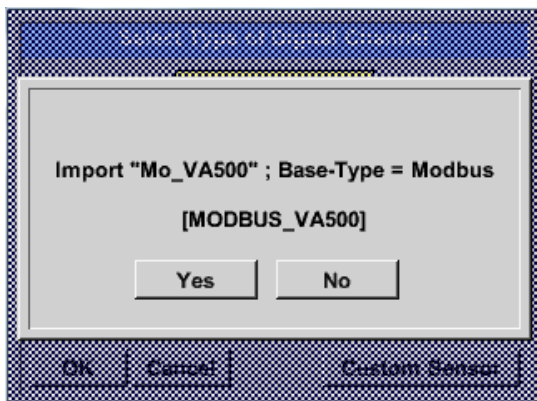 Select Type of Digital Channel
Import "Mo_VA500" ; Base-Type = Modbus
[MODBUS_VA500]
Yes No
OK Cancel Custom Sensor